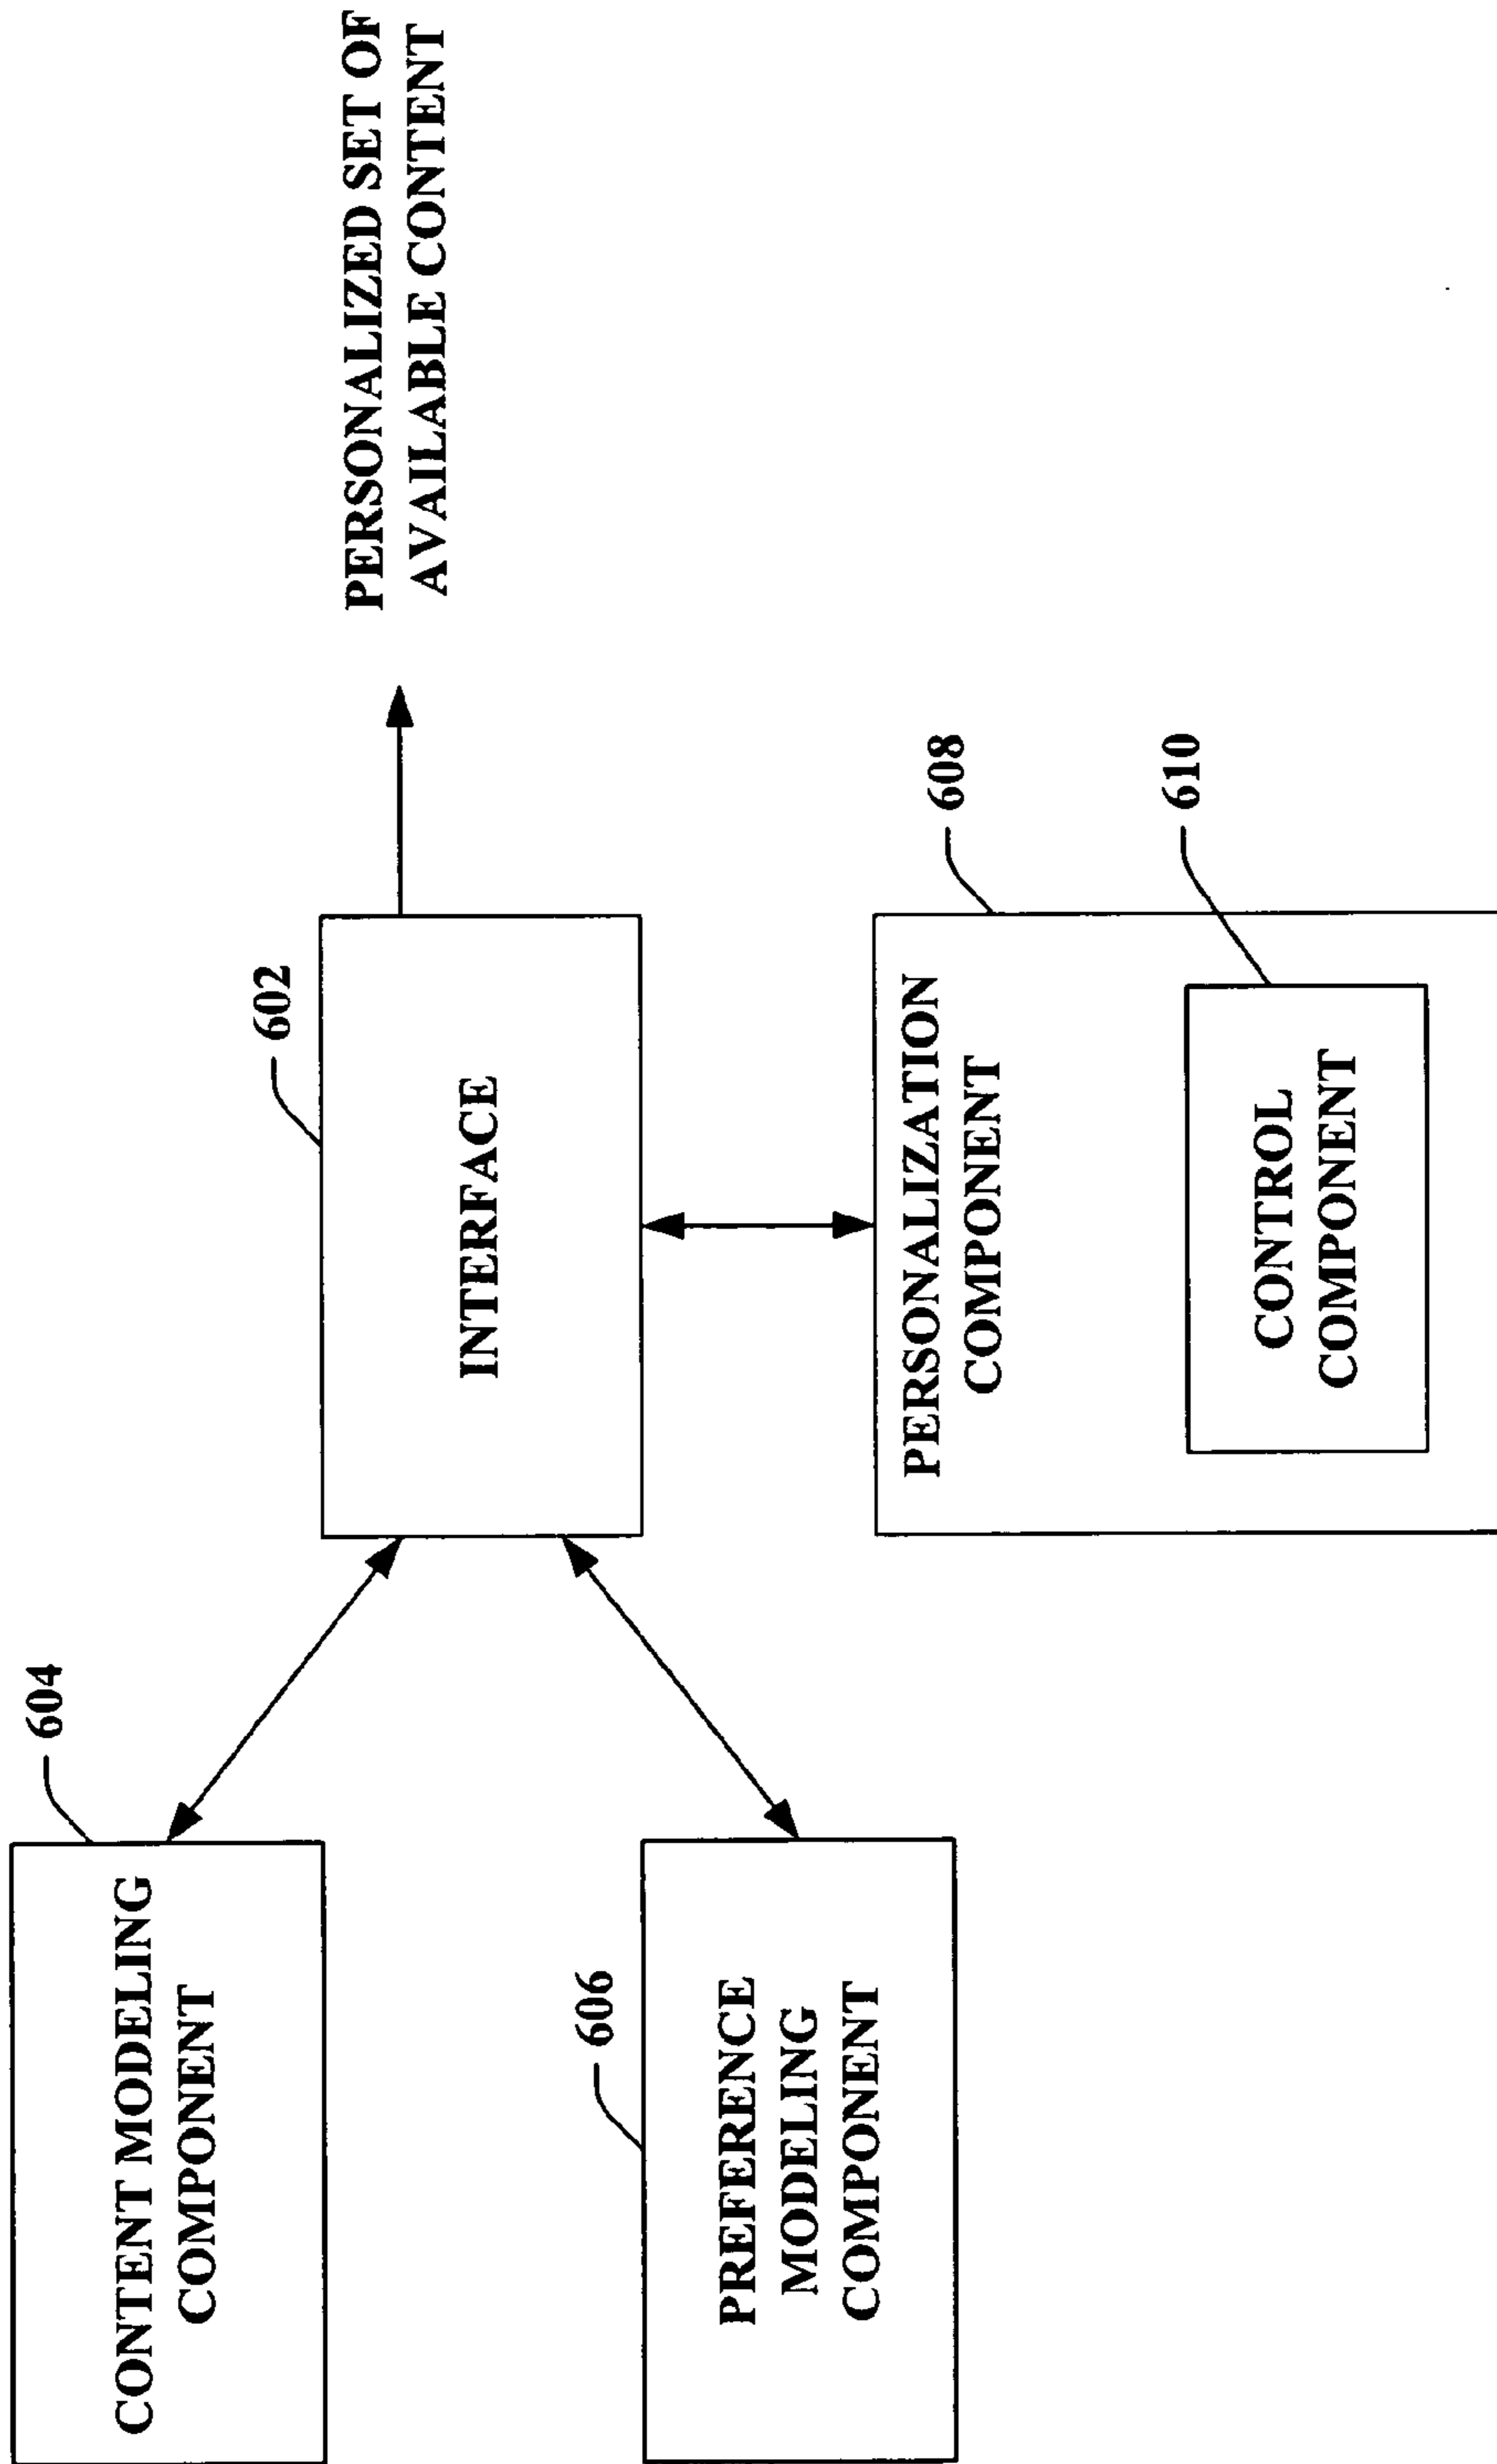 604
CONTENT MODELING
COMPONENT
606
PREFERENCE
MODELING
COMPONENT
602
INTERFACE
PERSONALIZED SET OF
AVAILABLE CONTENT
608
PERSONALIZATION
COMPONENT
610
CONTROL
COMPONENT